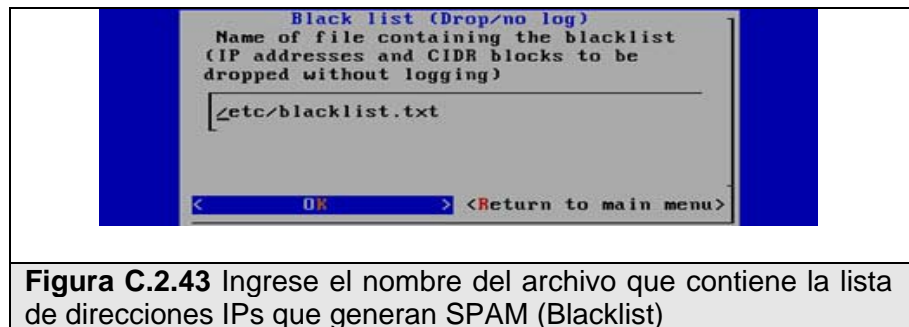 Black list (Drop/no log)
Name of file containing the blacklist
(IP addresses and CIDR blocks to be
dropped without logging)
/etc/blacklist.txt
< OK > <Return to main menu>
Figura C.2.43 Ingrese el nombre del archivo que contiene la lista
de direcciones IPs que generan SPAM (Blacklist)